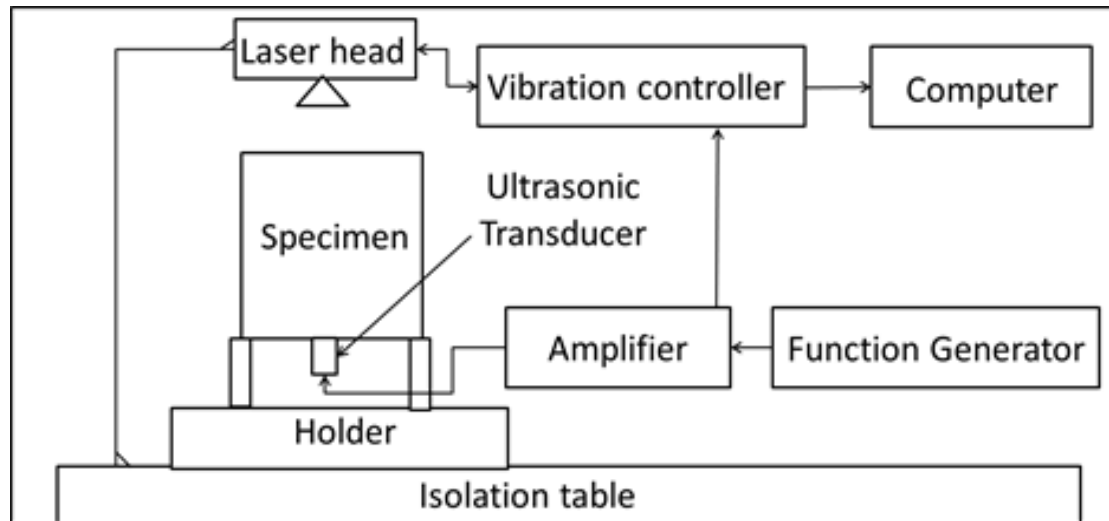 Laser head
Vibration controller
Computer
Ultrasonic
Transducer
Specimen
Amplifier
Function Generator
Holder
Isolation table